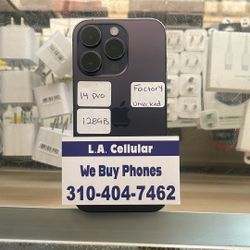 14 pro
Factory
unlocked
128GB
L.A. Cellular
We Buy Phones
310-404-7462